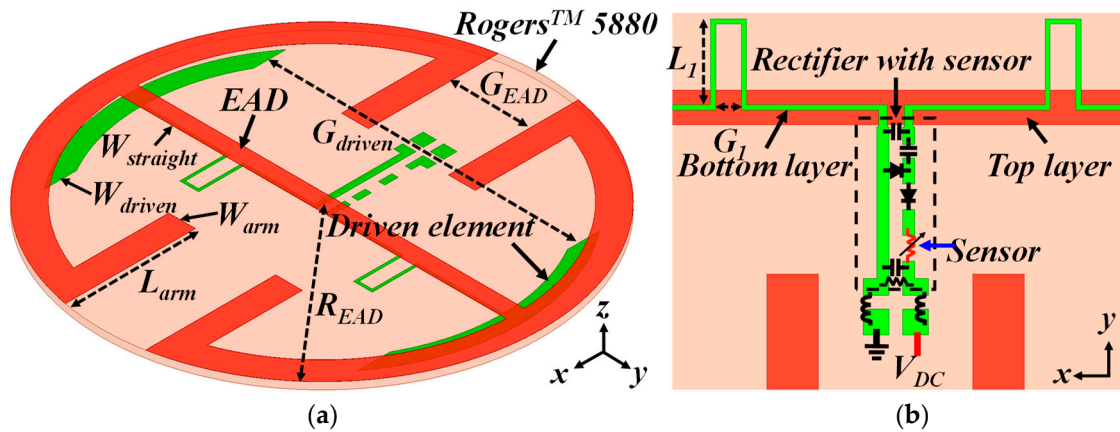 Rogers™ 5880
EAD
G_EAD
G_driven
W_straight
W_driven
W_arm
Driven element
L_arm
R_EAD
z
x
y
(a)
L_1
Rectifier with sensor
G_1
Bottom layer
Top layer
Sensor
V_DC
y
x
(b)